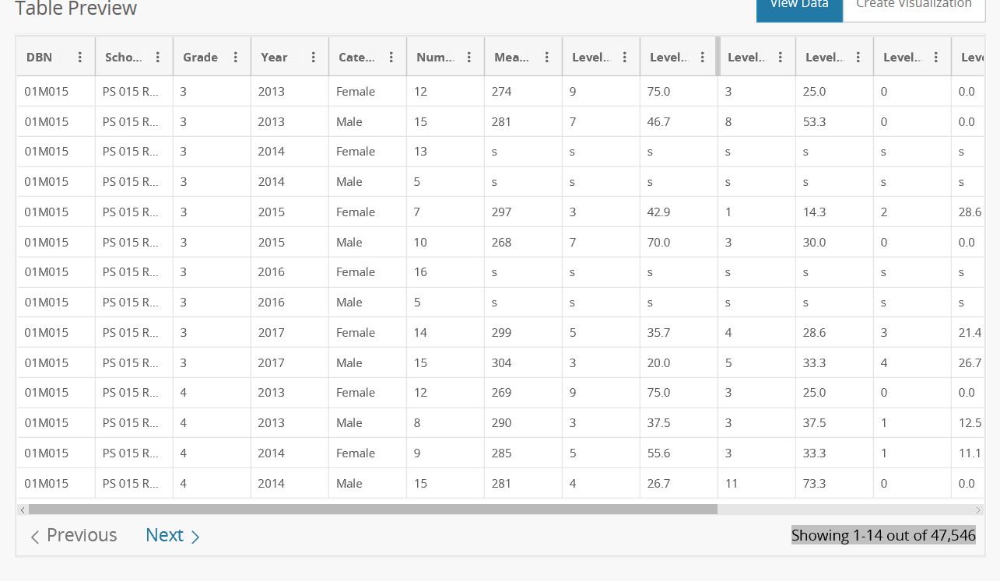 Table Preview
View Data Create Visualization
DBN Scho... Grade Year Cate... Num... Mea... Level... Level... Level... Level... Level... Leve
01M015 PS 015 R... 3 2013 Female 12 274 9 75.0 3 25.0 0 0.0
01M015 PS 015 R... 3 2013 Male 15 281 7 46.7 8 53.3 0 0.0
01M015 PS 015 R... 3 2014 Female 13 s s s s s s s
01M015 PS 015 R... 3 2014 Male 5 s s s s s s s
01M015 PS 015 R... 3 2015 Female 7 297 3 42.9 1 14.3 2 28.6
01M015 PS 015 R... 3 2015 Male 10 268 7 70.0 3 30.0 0 0.0
01M015 PS 015 R... 3 2016 Female 16 s s s s s s s
01M015 PS 015 R... 3 2016 Male 5 s s s s s s s
01M015 PS 015 R... 3 2017 Female 14 299 5 35.7 4 28.6 3 21.4
01M015 PS 015 R... 3 2017 Male 15 304 3 20.0 5 33.3 4 26.7
01M015 PS 015 R... 4 2013 Female 12 269 9 75.0 3 25.0 0 0.0
01M015 PS 015 R... 4 2013 Male 8 290 3 37.5 3 37.5 1 12.5
01M015 PS 015 R... 4 2014 Female 9 285 5 55.6 3 33.3 1 11.1
01M015 PS 015 R... 4 2014 Male 15 281 4 26.7 11 73.3 0 0.0
Previous Next Showing 1-14 out of 47,546